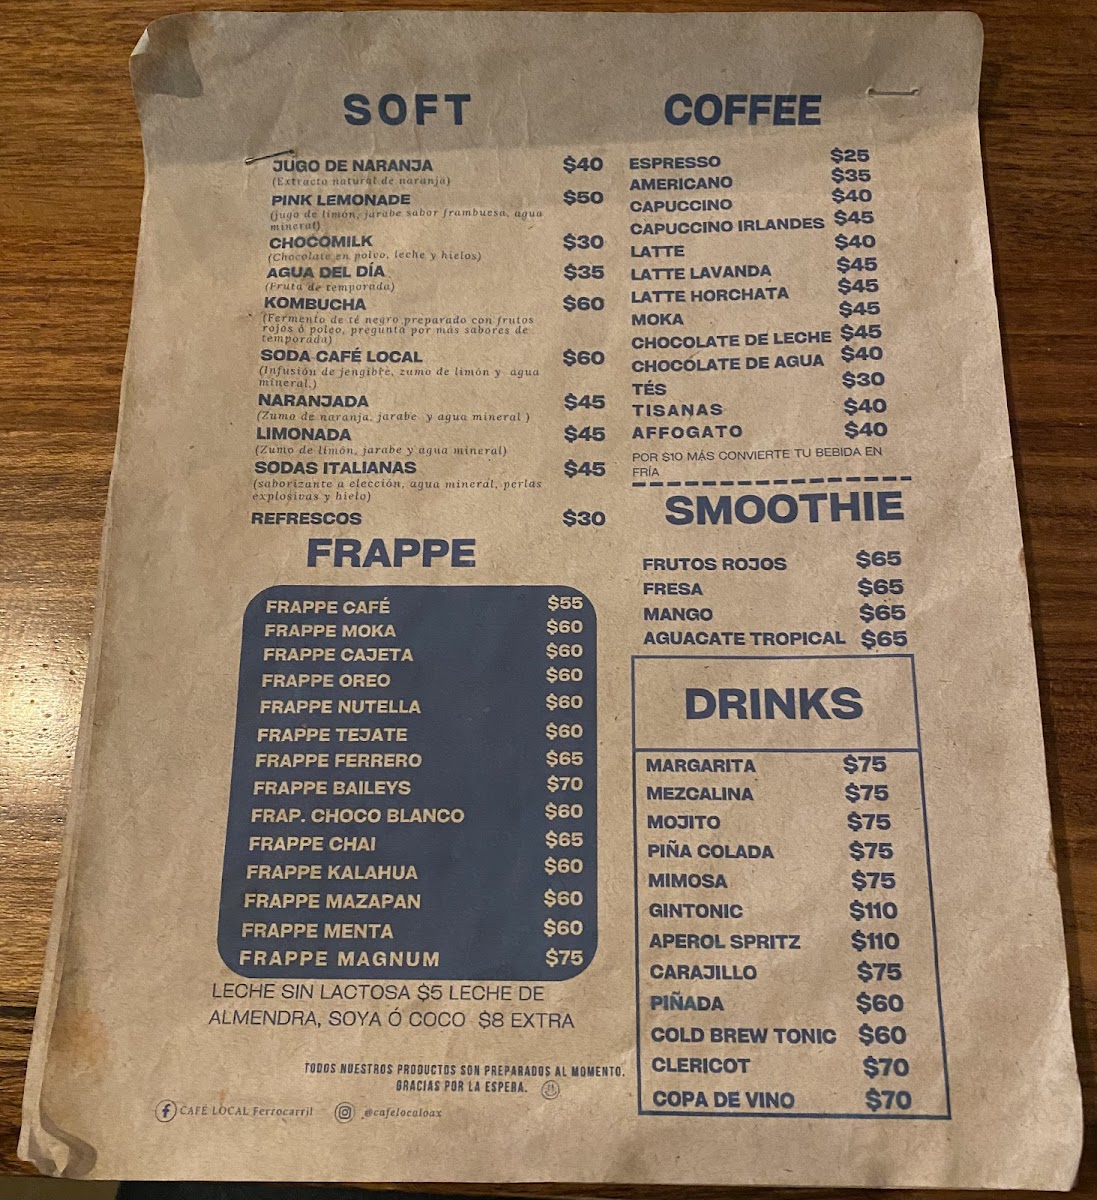 SOFT
JUGO DE NARANJA $40
(Extracto natural de naranja)
PINK LEMONADE $50
(jugo de limón, jarabe sabor frambuesa, agua
mineral)
CHOCOMILK $30
(Chocolate en polvo, leche y hielos)
AGUA DEL DÍA $35
(Fruta de temporada)
KOMBUCHA $60
(Fermento de té negro preparado con frutos
rojos ó poleo, pregunta por más sabores de
temporada)
SODA CAFÉ LOCAL $60
(Infusión de jengibre, zumo de limón y agua
mineral.)
NARANJADA $45
(Zumo de naranja, jarabe y agua mineral )
LIMONADA $45
(Zumo de limón, jarabe y agua mineral)
SODAS ITALIANAS $45
(saborizante a elección, agua mineral, perlas
explosivas y hielo)
REFRESCOS $30
FRAPPE
FRAPPE CAFÉ $55
FRAPPE MOKA $60
FRAPPE CAJETA $60
FRAPPE OREO $60
FRAPPE NUTELLA $60
FRAPPE TEJATE $60
FRAPPE FERRERO $65
FRAPPE BAILEYS $70
FRAP. CHOCO BLANCO $60
FRAPPE CHAI $65
FRAPPE KALAHUA $60
FRAPPE MAZAPAN $60
FRAPPE MENTA $60
FRAPPE MAGNUM $75
LECHE SIN LACTOSA $5 LECHE DE
ALMENDRA, SOYA Ó COCO $8 EXTRA
COFFEE
ESPRESSO $25
AMERICANO $35
CAPUCCINO $40
CAPUCCINO IRLANDES $45
LATTE $40
LATTE LAVANDA $45
LATTE HORCHATA $45
MOKA $45
CHOCOLATE DE LECHE $45
CHOCOLATE DE AGUA $40
TÉS $30
TISANAS $40
AFFOGATO $40
POR $10 MÁS CONVIERTE TU BEBIDA EN
FRÍA
SMOOTHIE
FRUTOS ROJOS $65
FRESA $65
MANGO $65
AGUACATE TROPICAL $65
DRINKS
MARGARITA $75
MEZCALINA $75
MOJITO $75
PIÑA COLADA $75
MIMOSA $75
GINTONIC $110
APEROL SPRITZ $110
CARAJILLO $75
PIÑADA $60
COLD BREW TONIC $60
CLERICOT $70
COPA DE VINO $70
TODOS NUESTROS PRODUCTOS SON PREPARADOS AL MOMENTO.
GRACIAS POR LA ESPERA.
CAFÉ LOCAL Ferrocarril @cafelocaloax